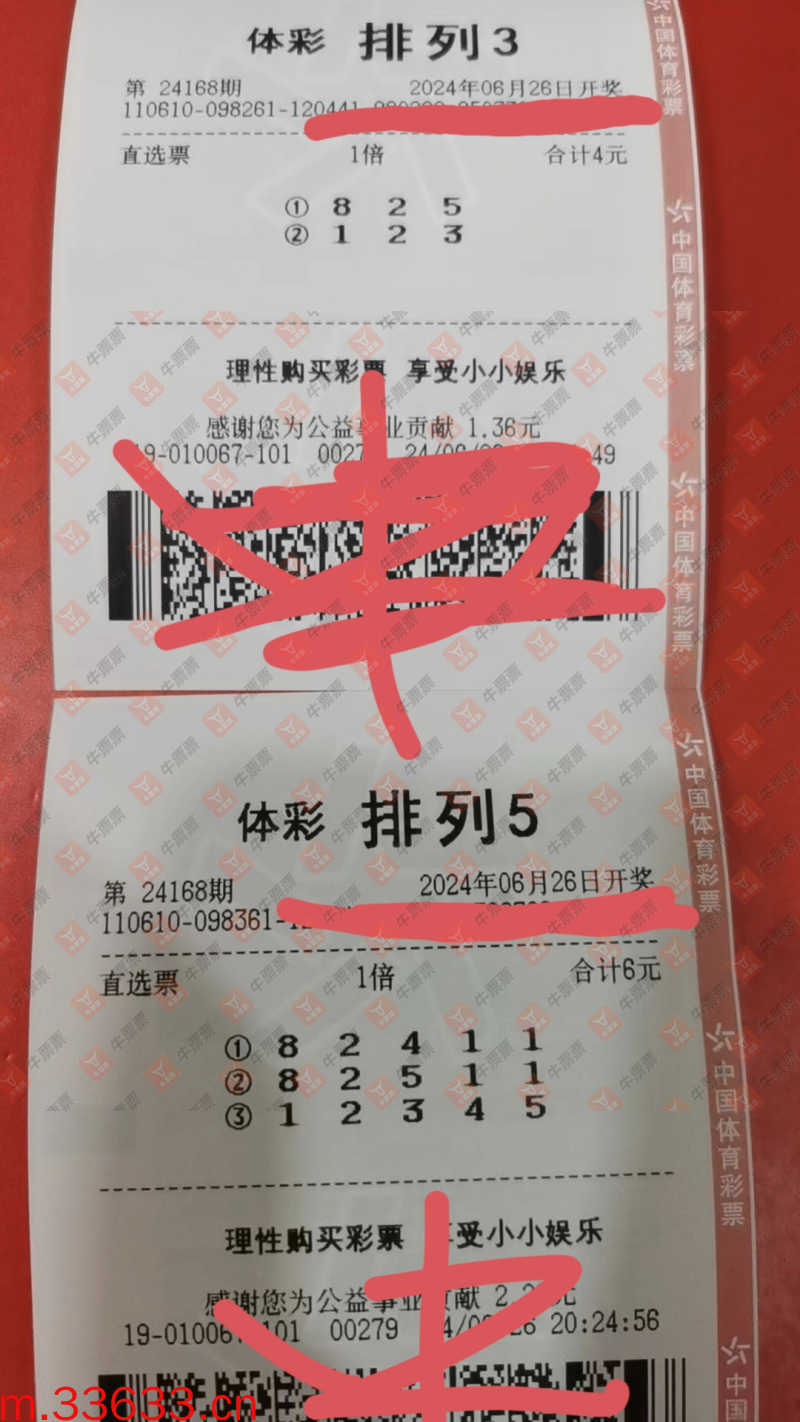 体彩 排列3
第 24168期 2024年06月26日开奖
110610-098261-120441
直选票 1倍 合计4元
① 8 2 5
② 1 2 3
理性购买彩票 享受小小娱乐
感谢您为公益事业贡献 1.36元
19-010067-101 0027 49
体彩 排列5
第 24168期 2024年06月26日开奖
110610-098361-
直选票 1倍 合计6元
① 8 2 4 1 1
② 8 2 5 1 1
③ 1 2 3 4 5
理性购买彩票 享受小小娱乐
感谢您为公益事业贡献 2. 元
19-010067-101 00279 20:24:56
中国体育彩票
中国体育彩票
中国体育彩票
中国体育彩票
中国体育彩票
中国
牛票票
m.33633.cn